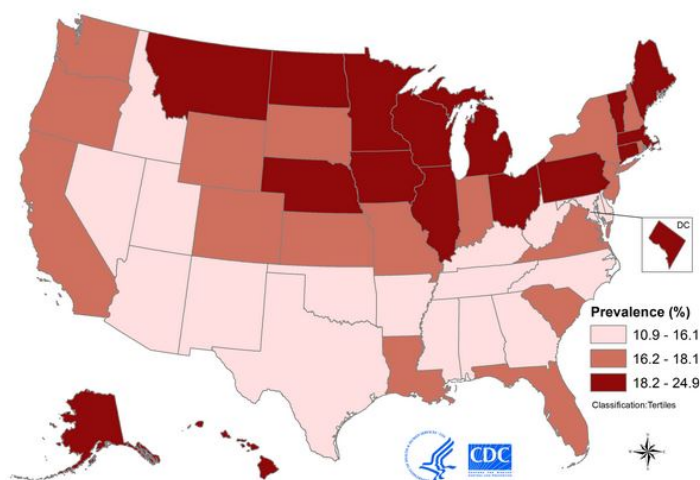 DC
Prevalence (%)
10.9 - 16.1
16.2 - 18.1
18.2 - 24.9
Classification:Tertiles
CDC